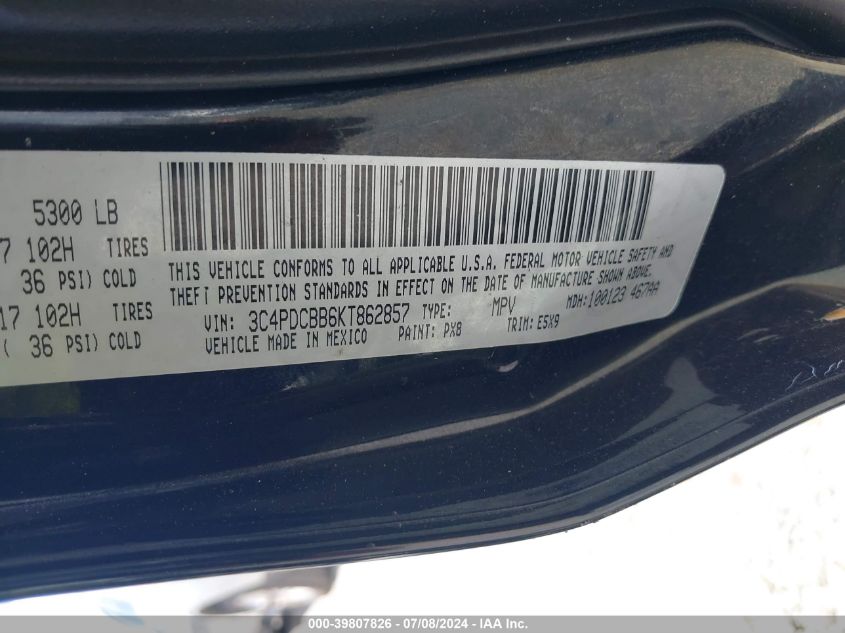 5300 LB
7 102H TIRES
36 PSI) COLD
17 102H TIRES
( 36 PSI) COLD
THIS VEHICLE CONFORMS TO ALL APPLICABLE U.S.A. FEDERAL MOTOR VEHICLE SAFETY AND
THEFT PREVENTION STANDARDS IN EFFECT ON THE DATE OF MANUFACTURE SHOWN ABOVE.
VIN: 3C4PDCBB6KT862857 TYPE: MPV MDH: 100123 467AA
VEHICLE MADE IN MEXICO PAINT: PX8 TRIM: E5X9
000-39807826 - 07/08/2024 - IAA Inc.